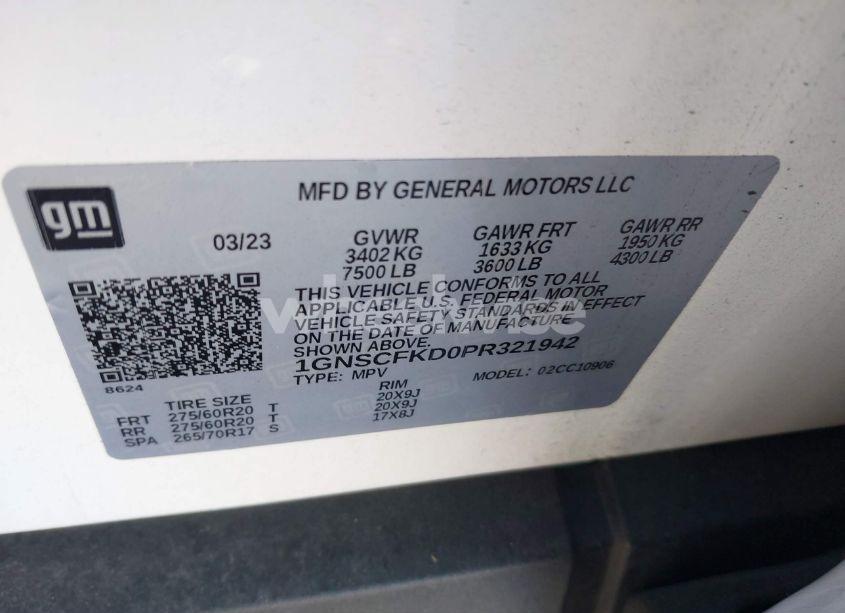 gm
MFD BY GENERAL MOTORS LLC
03/23
GVWR GAWR FRT GAWR RR
3402 KG 1633 KG 1950 KG
7500 LB 3600 LB 4300 LB
THIS VEHICLE CONFORMS TO ALL
APPLICABLE U.S. FEDERAL MOTOR
VEHICLE SAFETY STANDARDS IN EFFECT
ON THE DATE OF MANUFACTURE
SHOWN ABOVE.
1GNSCFKD0PR321942
TYPE: MPV MODEL: 02CC10906
8624
TIRE SIZE RIM
FRT 275/60R20 T 20X9J
RR 275/60R20 T 20X9J
SPA 265/70R17 S 17X8J